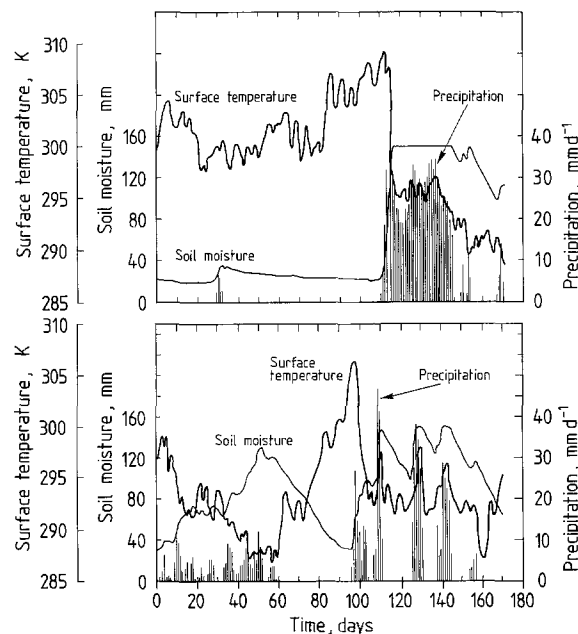 Surface temperature, K
310
305
300
295
290
285
Soil moisture, mm
160
120
80
40
0
Surface temperature
Precipitation
Soil moisture
Precipitation, mm d-1
40
30
20
10
0
Surface temperature, K
310
305
300
295
290
285
Soil moisture, mm
160
120
80
40
0
Surface
temperature
Precipitation
Soil moisture
Precipitation, mm d-1
40
30
20
10
0
0 20 40 60 80 100 120 140 160 180
Time, days